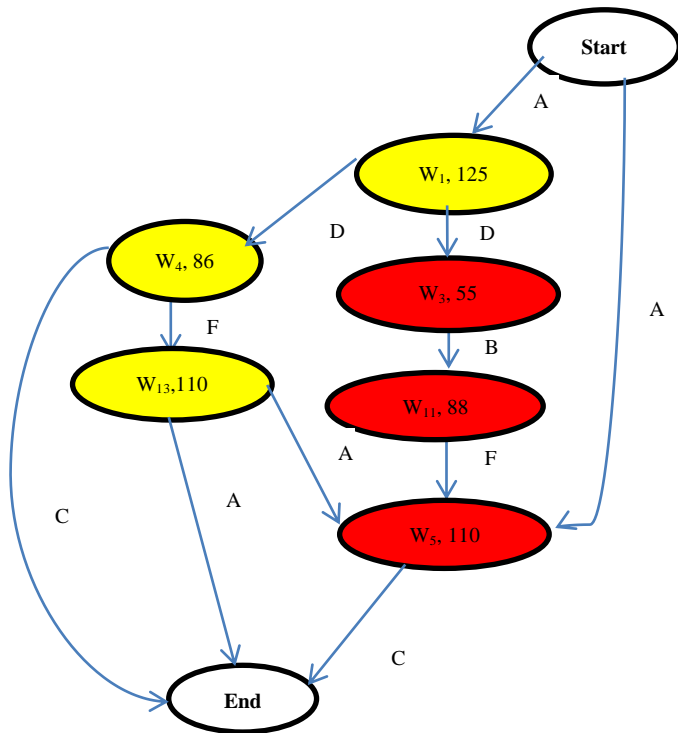 Start
A
W₁, 125
D
D
W₄, 86
W₃, 55
A
F
B
W₁₃,110
W₁₁, 88
A
F
A
C
W₅, 110
C
End